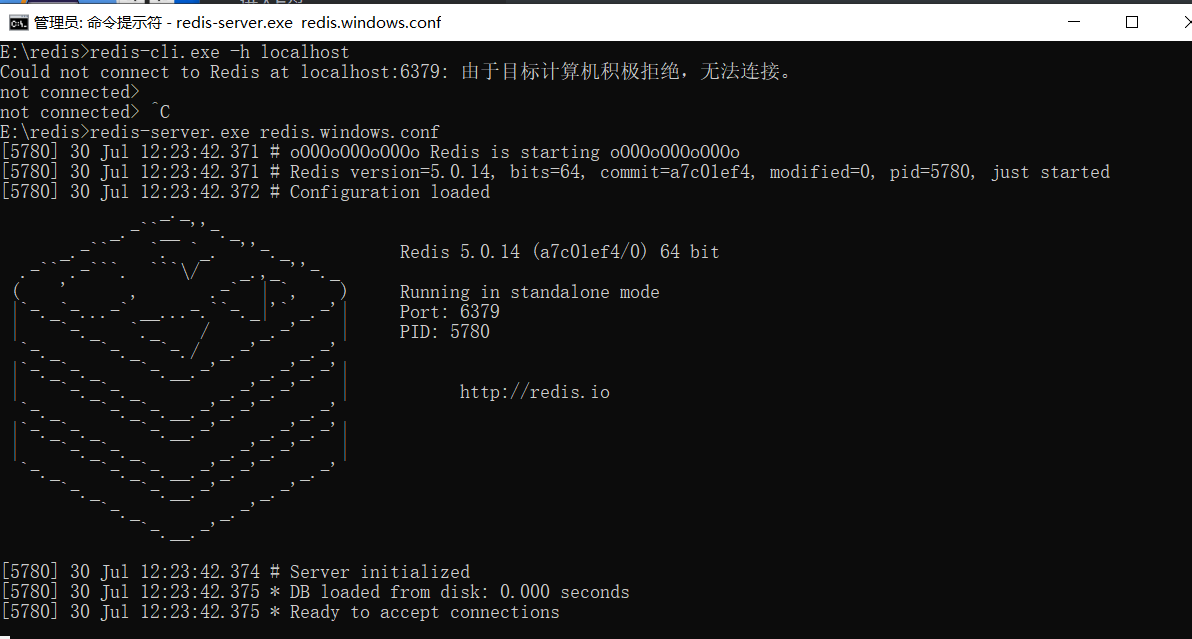 管理员: 命令提示符 - redis-server.exe  redis.windows.conf
E:\redis>redis-cli.exe -h localhost
Could not connect to Redis at localhost:6379: 由于目标计算机积极拒绝，无法连接。
not connected>
not connected> ^C
E:\redis>redis-server.exe redis.windows.conf
[5780] 30 Jul 12:23:42.371 # oO0OoO0OoO0Oo Redis is starting oO0OoO0OoO0Oo
[5780] 30 Jul 12:23:42.371 # Redis version=5.0.14, bits=64, commit=a7c01ef4, modified=0, pid=5780, just started
[5780] 30 Jul 12:23:42.372 # Configuration loaded
Redis 5.0.14 (a7c01ef4/0) 64 bit
Running in standalone mode
Port: 6379
PID: 5780
http://redis.io
[5780] 30 Jul 12:23:42.374 # Server initialized
[5780] 30 Jul 12:23:42.375 * DB loaded from disk: 0.000 seconds
[5780] 30 Jul 12:23:42.375 * Ready to accept connections